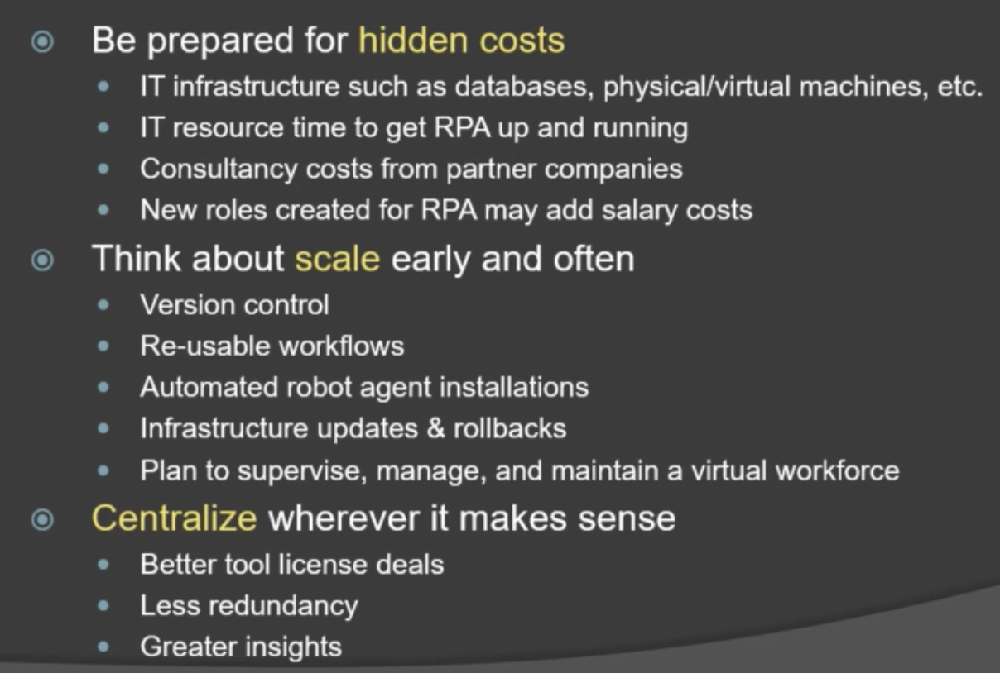 Be prepared for hidden costs
IT infrastructure such as databases, physical/virtual machines, etc.
IT resource time to get RPA up and running
Consultancy costs from partner companies
New roles created for RPA may add salary costs
Think about scale early and often
Version control
Re-usable workflows
Automated robot agent installations
Infrastructure updates & rollbacks
Plan to supervise, manage, and maintain a virtual workforce
Centralize wherever it makes sense
Better tool license deals
Less redundancy
Greater insights